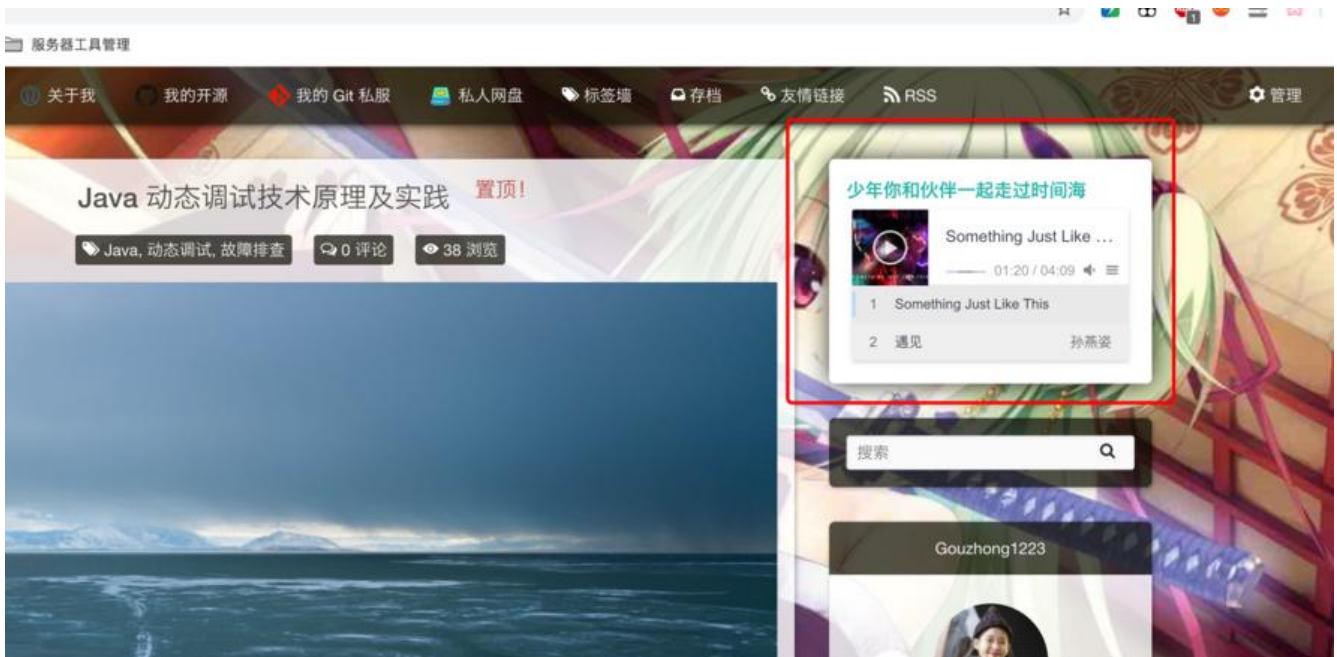 服务器工具管理
关于我 我的开源 我的 Git 私服 私人网盘 标签墙 存档 友情链接 RSS 管理
Java 动态调试技术原理及实践 置顶!
Java, 动态调试, 故障排查 0 评论 38 浏览
少年你和伙伴一起走过时间海
Something Just Like ...
01:20 / 04:09
1 Something Just Like This
2 遇见 孙燕姿
搜索
Gouzhong1223